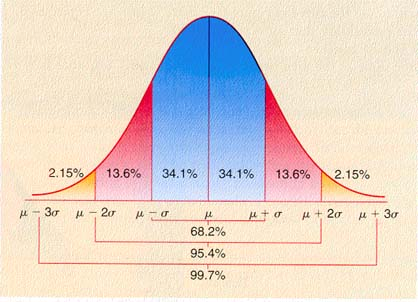 2.15% 13.6% 34.1% 34.1% 13.6% 2.15%
μ − 3σ μ − 2σ μ − σ μ μ + σ μ + 2σ μ + 3σ
68.2%
95.4%
99.7%